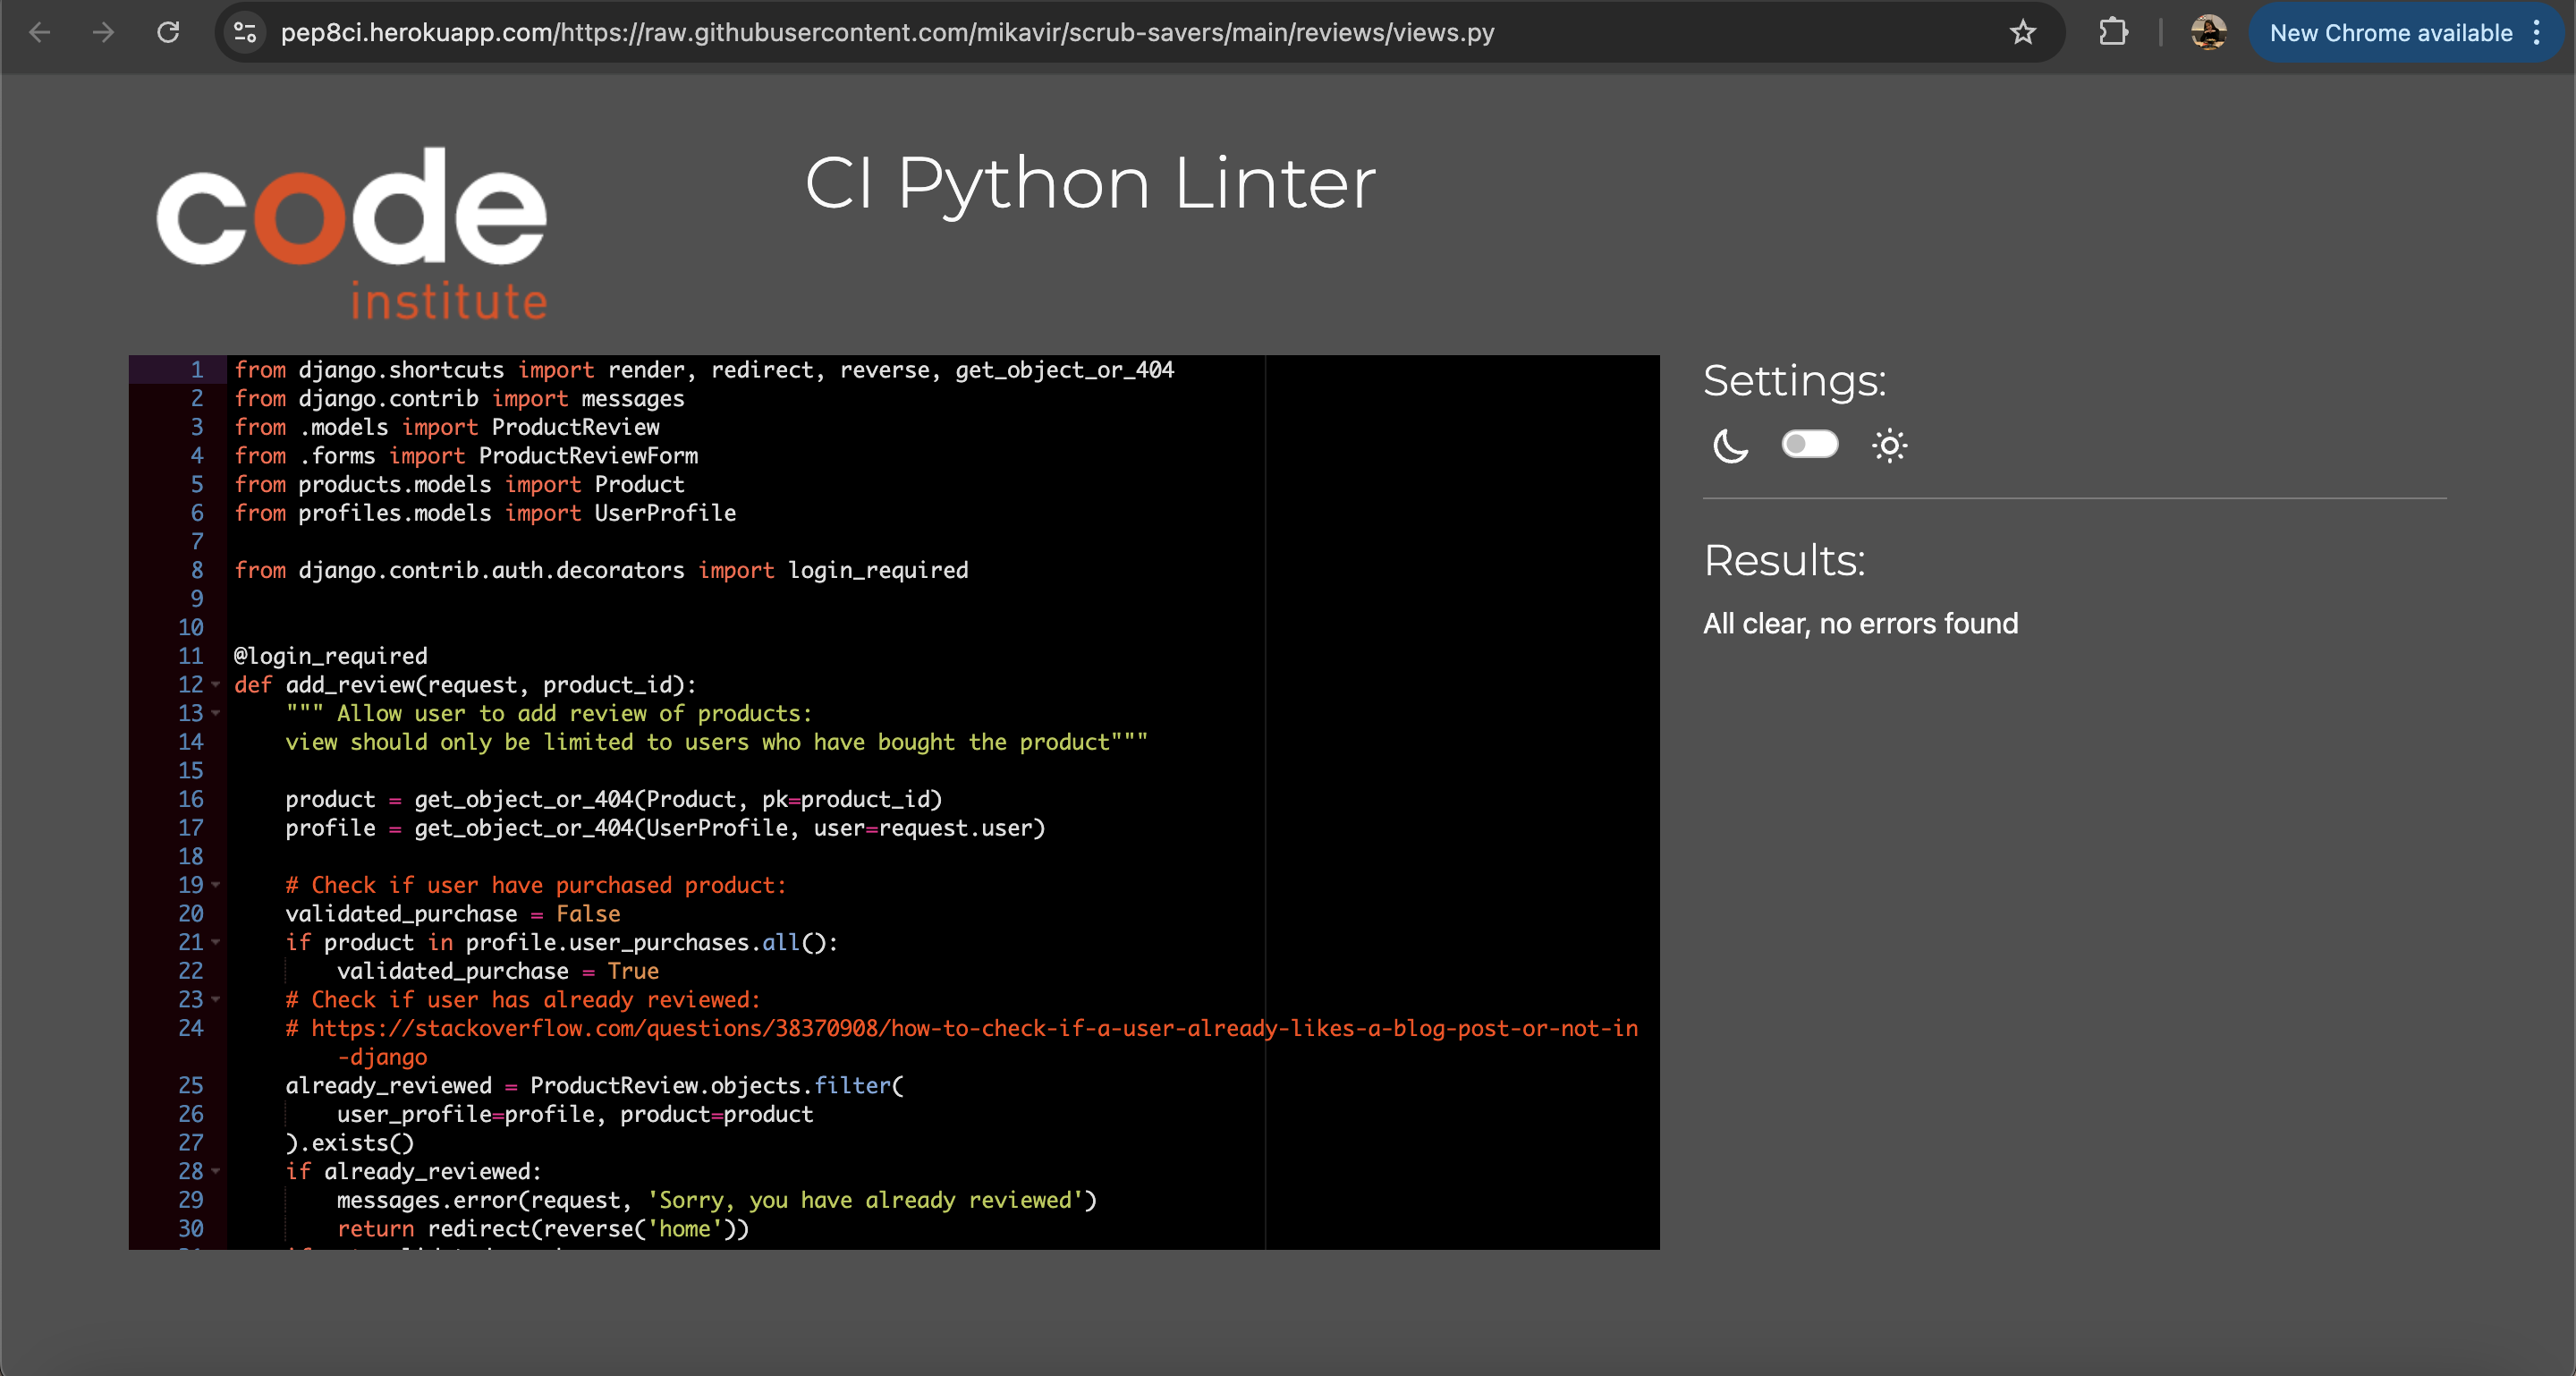 pep8ci.herokuapp.com/https://raw.githubusercontent.com/mikavir/scrub-savers/main/reviews/views.py
New Chrome available
code
institute
CI Python Linter
1 from django.shortcuts import render, redirect, reverse, get_object_or_404
2 from django.contrib import messages
3 from .models import ProductReview
4 from .forms import ProductReviewForm
5 from products.models import Product
6 from profiles.models import UserProfile
7
8 from django.contrib.auth.decorators import login_required
9
10
11 @login_required
12 def add_review(request, product_id):
13     """ Allow user to add review of products:
14     view should only be limited to users who have bought the product"""
15
16     product = get_object_or_404(Product, pk=product_id)
17     profile = get_object_or_404(UserProfile, user=request.user)
18
19     # Check if user have purchased product:
20     validated_purchase = False
21     if product in profile.user_purchases.all():
22         validated_purchase = True
23     # Check if user has already reviewed:
24     # https://stackoverflow.com/questions/38370908/how-to-check-if-a-user-already-likes-a-blog-post-or-not-in
-django
25     already_reviewed = ProductReview.objects.filter(
26         user_profile=profile, product=product
27     ).exists()
28     if already_reviewed:
29         messages.error(request, 'Sorry, you have already reviewed')
30         return redirect(reverse('home'))
Settings:
Results:
All clear, no errors found